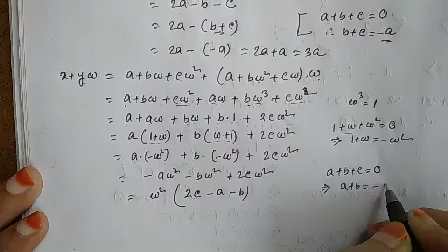 = 2a - b - c
= 2a - (b+c)
= 2a - (-a) = 2a + a = 3a
[ a+b+c = 0
∴ b+c = -a
x+yω = a + bω + cω² + (a + bω² + cω).ω
= a + bω + cω² + aω + bω³ + cω²
= a + aω + bω + b·1 + 2cω²
= a(1+ω) + b(ω+1) + 2cω²
= a·(-ω²) + b·(-ω²) + 2cω²
= -aω² - bω² + 2cω²
= ω² (2c - a - b)
ω³ = 1
1+ω+ω² = 0
⇒ 1+ω = -ω²
a+b+c = 0
⇒ a+b = -